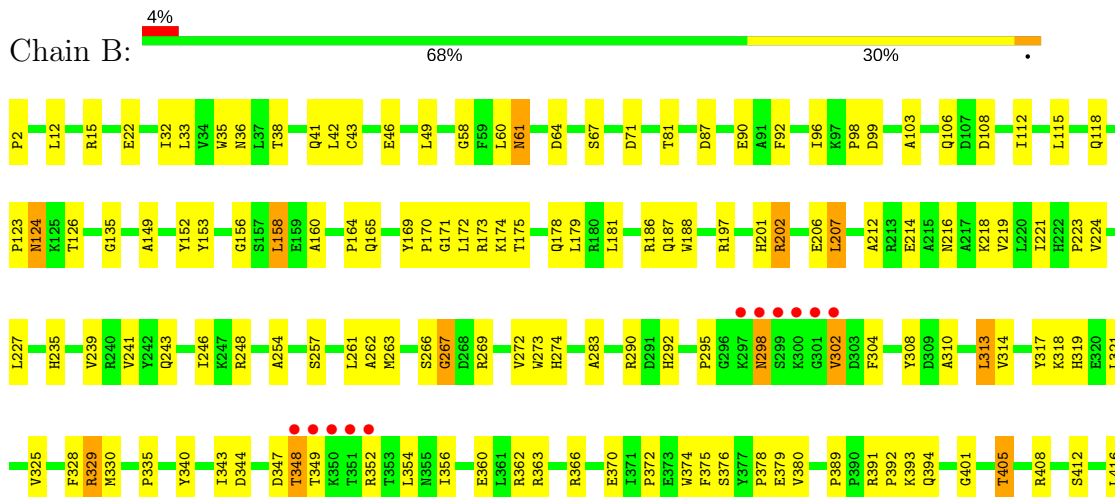 4%
Chain B:
68% 30% •
P2 L12 R15 E22 I32 L33 V34 W35 N36 L37 T38 Q41 L42 C43 E46 L49 G58 F59 L60 N61 D64 S67 D71 T81 D87 E90 A91 F92 I96 K97 P98 D99 A103 Q106 D107 D108 I112 L115 Q118
P123 N124 K125 T126 G135 A149 Y152 Y153 G156 S157 L158 E159 A160 P164 Q165 Y169 P170 G171 L172 R173 K174 T175 Q178 L179 R180 L181 R186 Q187 W188 R197 H201 R202 E206 L207 A212 R213 E214 A215 N216 A217 K218 V219 L220 I221 H222 P223 V224
L227 H235 V239 R240 V241 Y242 Q243 I246 K247 R248 A254 S257 L261 A262 M263 S266 G267 D268 R269 V272 W273 H274 A283 R290 D291 H292 P295 G296 K297 N298 S299 K300 G301 V302 D303 F304 Y308 D309 A310 L313 V314 Y317 K318 H319 E320 L321
V325 F328 R329 M330 P335 Y340 I343 D344 D347 T348 T349 K350 T351 R352 T353 L354 N355 I356 E360 L361 R362 R363 R366 E370 I371 P372 E373 W374 F375 S376 Y377 P378 E379 V380 P389 P390 R391 P392 K393 Q394 G401 T405 R408 S412